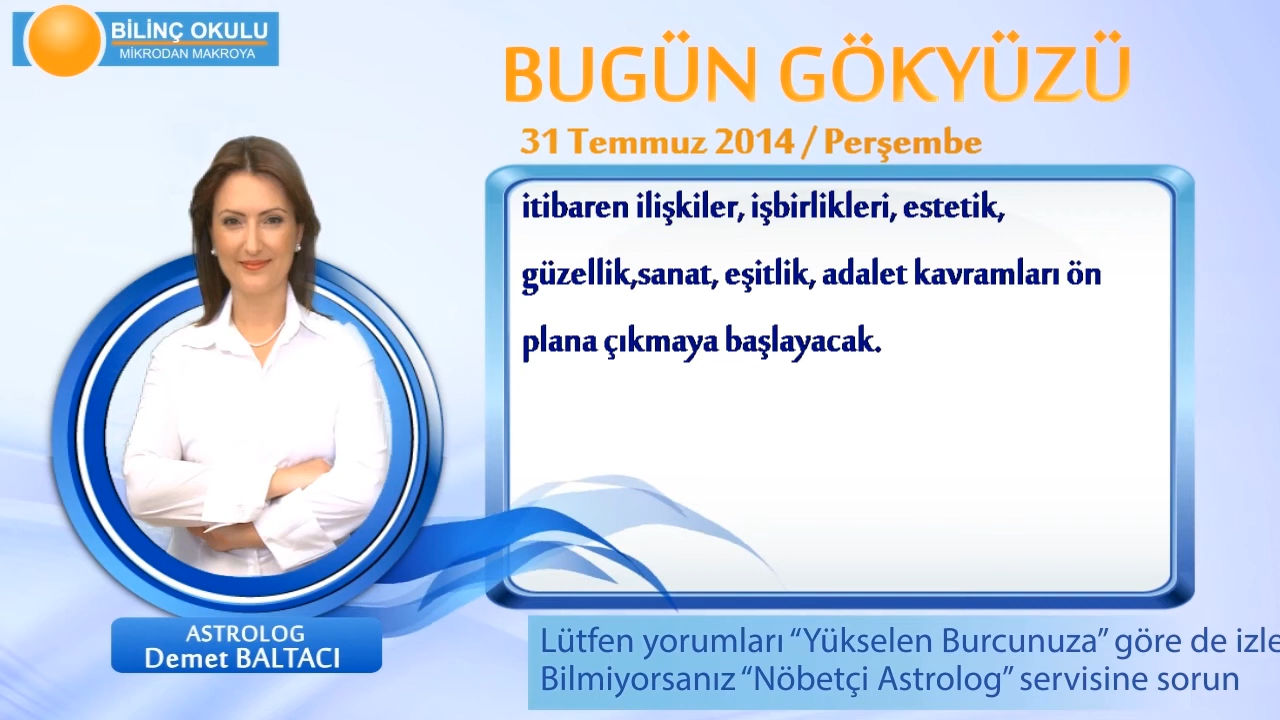 BİLİNÇ OKULU
MİKRODAN MAKROYA
BUGÜN GÖKYÜZÜ
31 Temmuz 2014 / Perşembe
itibaren ilişkiler, işbirlikleri, estetik,
güzellik,sanat, eşitlik, adalet kavramları ön
plana çıkmaya başlayacak.
ASTROLOG
Demet BALTACI
Lütfen yorumları “Yükselen Burcunuza” göre de izle
Bilmiyorsanız “Nöbetçi Astrolog” servisine sorun